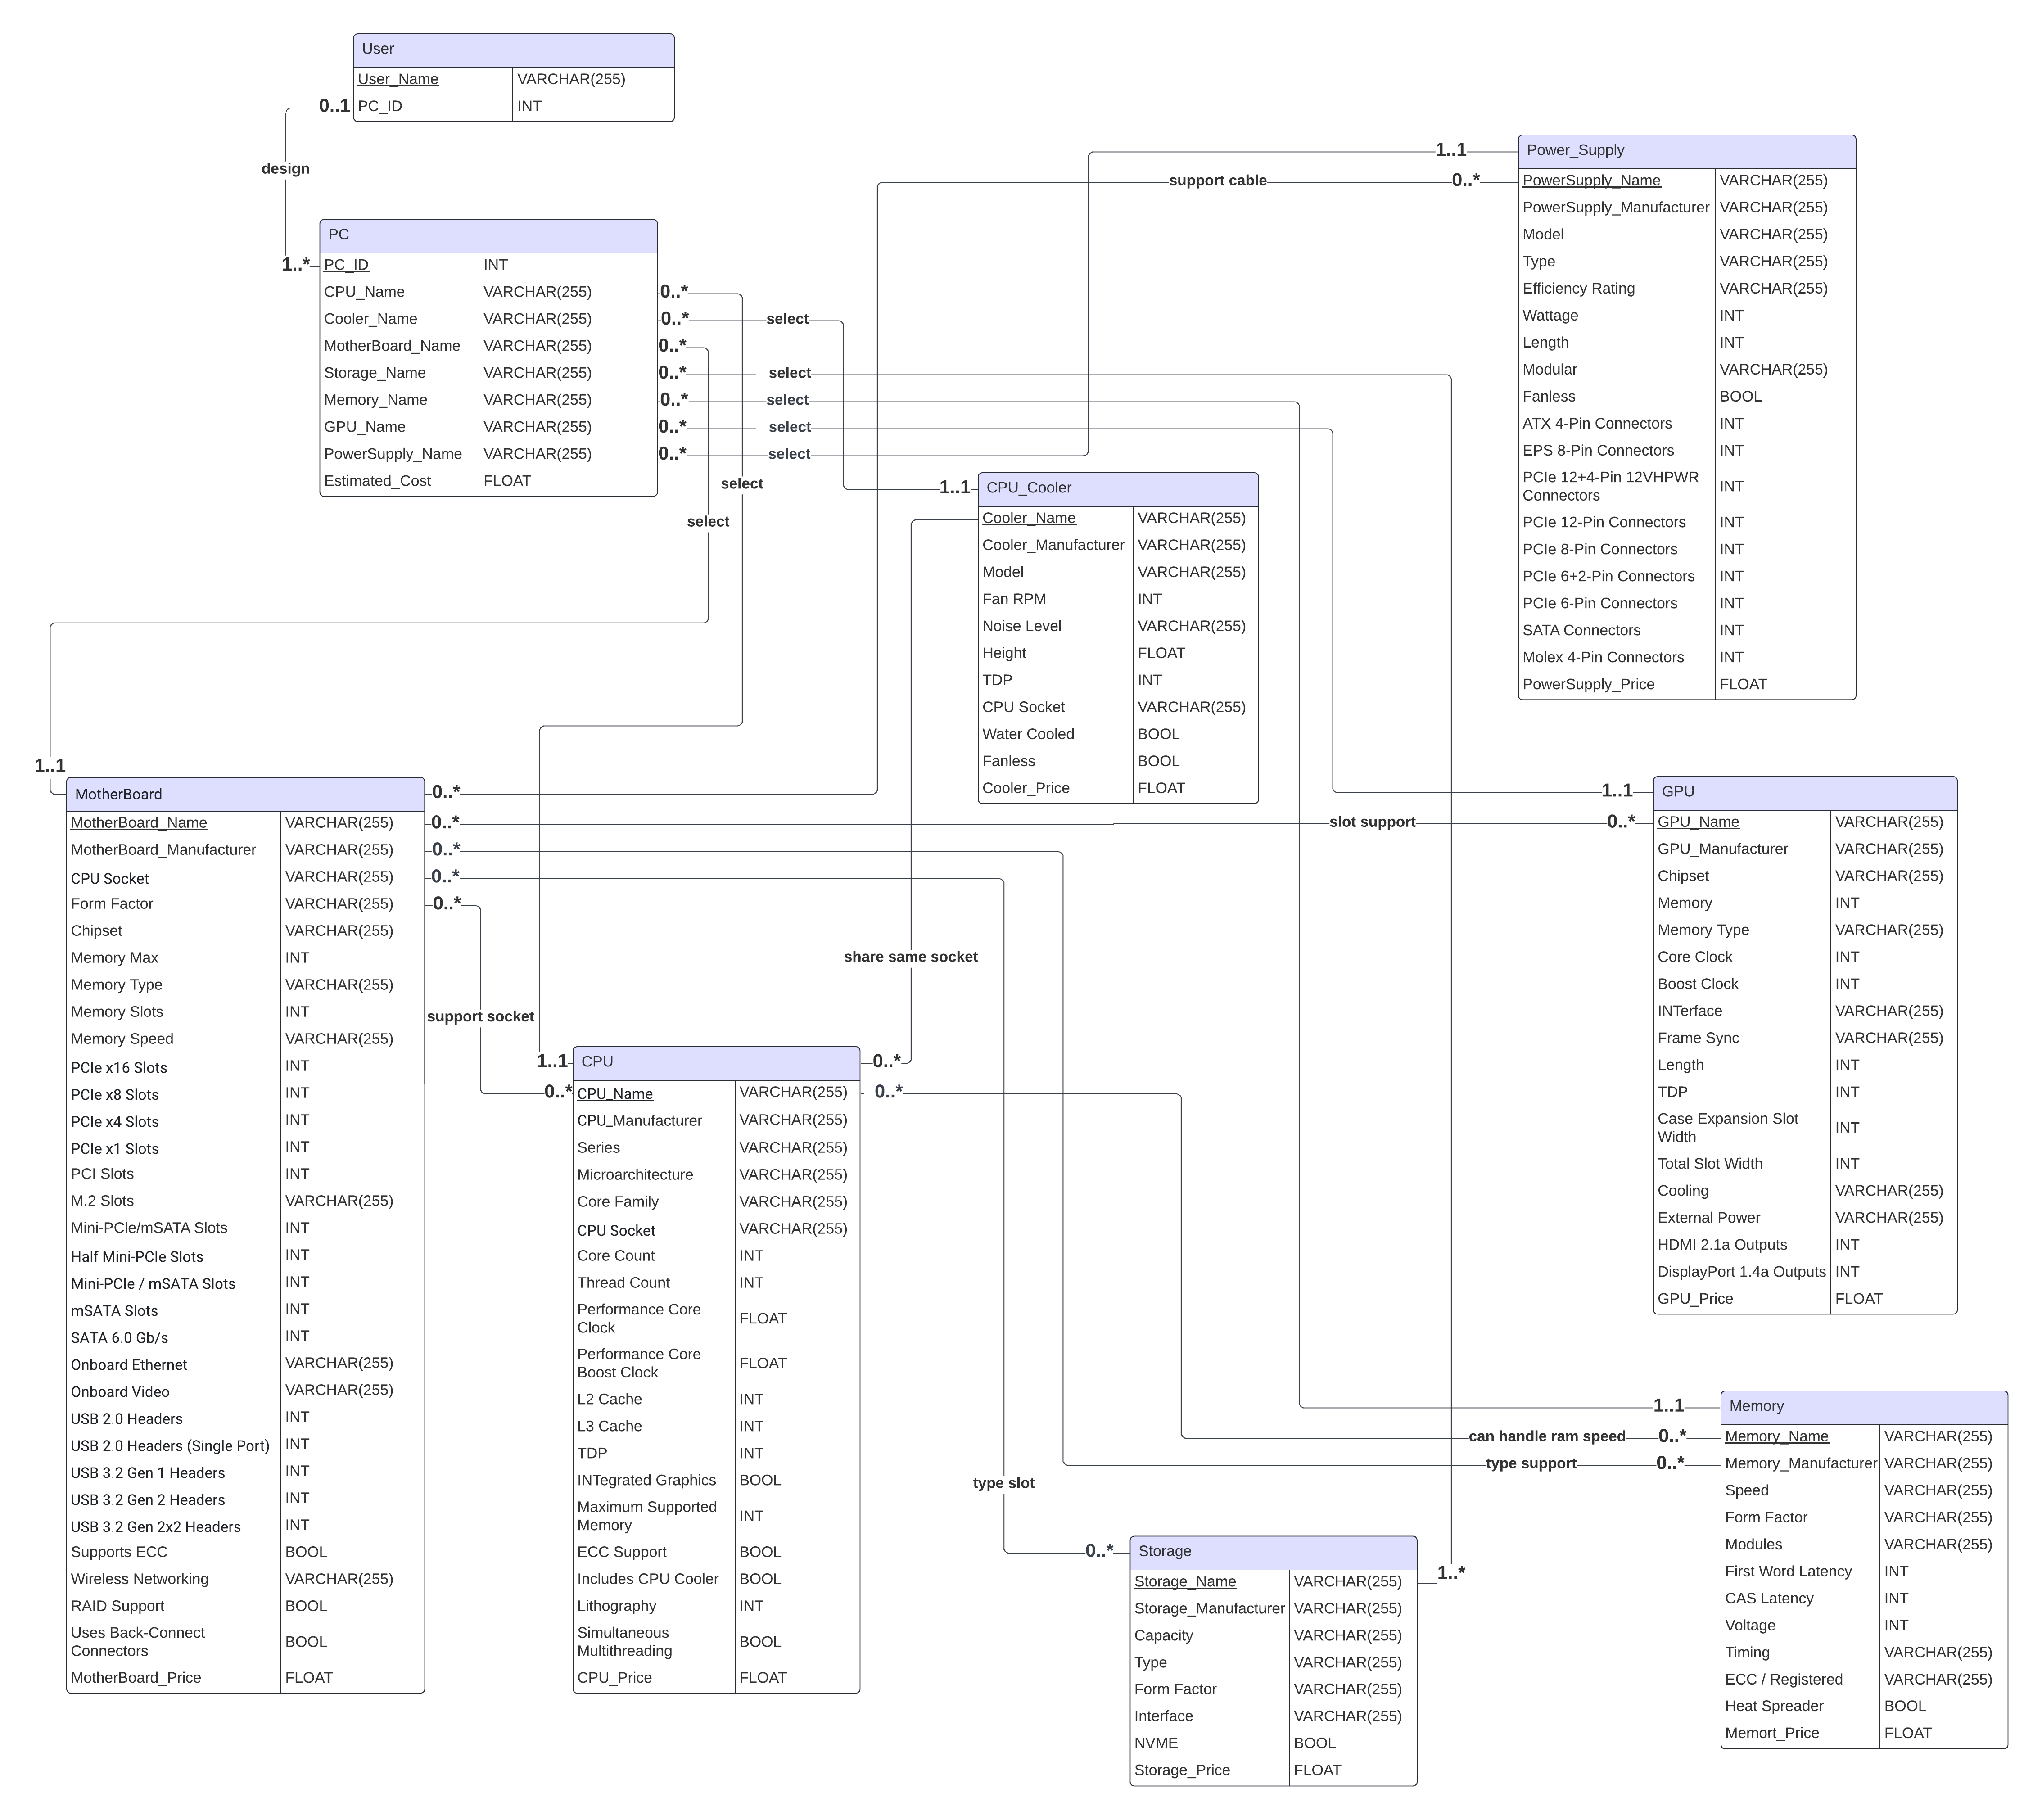 User
User_Name VARCHAR(255)
0..1 PC_ID INT
design
1..*
PC
PC_ID INT
CPU_Name VARCHAR(255) 0..*
Cooler_Name VARCHAR(255) 0..* select
MotherBoard_Name VARCHAR(255) 0..*
Storage_Name VARCHAR(255) 0..* select
Memory_Name VARCHAR(255) 0..* select
GPU_Name VARCHAR(255) 0..* select
PowerSupply_Name VARCHAR(255) 0..* select
Estimated_Cost FLOAT
select
select
1..1
support cable 0..*
Power_Supply
PowerSupply_Name VARCHAR(255)
PowerSupply_Manufacturer VARCHAR(255)
Model VARCHAR(255)
Type VARCHAR(255)
Efficiency Rating VARCHAR(255)
Wattage INT
Length INT
Modular VARCHAR(255)
Fanless BOOL
ATX 4-Pin Connectors INT
EPS 8-Pin Connectors INT
PCIe 12+4-Pin 12VHPWR
Connectors INT
PCIe 12-Pin Connectors INT
PCIe 8-Pin Connectors INT
PCIe 6+2-Pin Connectors INT
PCIe 6-Pin Connectors INT
SATA Connectors INT
Molex 4-Pin Connectors INT
PowerSupply_Price FLOAT
1..1
CPU_Cooler
Cooler_Name VARCHAR(255)
Cooler_Manufacturer VARCHAR(255)
Model VARCHAR(255)
Fan RPM INT
Noise Level VARCHAR(255)
Height FLOAT
TDP INT
CPU Socket VARCHAR(255)
Water Cooled BOOL
Fanless BOOL
Cooler_Price FLOAT
1..1
MotherBoard 0..*
MotherBoard_Name VARCHAR(255) 0..*
MotherBoard_Manufacturer VARCHAR(255) 0..*
CPU Socket VARCHAR(255) 0..*
Form Factor VARCHAR(255) 0..*
Chipset VARCHAR(255)
Memory Max INT
Memory Type VARCHAR(255)
Memory Slots INT
Memory Speed VARCHAR(255)
PCIe x16 Slots INT
PCIe x8 Slots INT
PCIe x4 Slots INT
PCIe x1 Slots INT
PCI Slots INT
M.2 Slots VARCHAR(255)
Mini-PCIe/mSATA Slots INT
Half Mini-PCIe Slots INT
Mini-PCIe / mSATA Slots INT
mSATA Slots INT
SATA 6.0 Gb/s INT
Onboard Ethernet VARCHAR(255)
Onboard Video VARCHAR(255)
USB 2.0 Headers INT
USB 2.0 Headers (Single Port) INT
USB 3.2 Gen 1 Headers INT
USB 3.2 Gen 2 Headers INT
USB 3.2 Gen 2x2 Headers INT
Supports ECC BOOL
Wireless Networking VARCHAR(255)
RAID Support BOOL
Uses Back-Connect
Connectors BOOL
MotherBoard_Price FLOAT
slot support 0..*
share same socket
support socket
1..1
0..*
CPU 0..*
CPU_Name VARCHAR(255) 0..*
CPU_Manufacturer VARCHAR(255)
Series VARCHAR(255)
Microarchitecture VARCHAR(255)
Core Family VARCHAR(255)
CPU Socket VARCHAR(255)
Core Count INT
Thread Count INT
Performance Core
Clock FLOAT
Performance Core
Boost Clock FLOAT
L2 Cache INT
L3 Cache INT
TDP INT
INTegrated Graphics BOOL
Maximum Supported
Memory INT
ECC Support BOOL
Includes CPU Cooler BOOL
Lithography INT
Simultaneous
Multithreading BOOL
CPU_Price FLOAT
1..1
GPU
GPU_Name VARCHAR(255)
GPU_Manufacturer VARCHAR(255)
Chipset VARCHAR(255)
Memory INT
Memory Type VARCHAR(255)
Core Clock INT
Boost Clock INT
INTerface VARCHAR(255)
Frame Sync VARCHAR(255)
Length INT
TDP INT
Case Expansion Slot
Width INT
Total Slot Width INT
Cooling VARCHAR(255)
External Power VARCHAR(255)
HDMI 2.1a Outputs INT
DisplayPort 1.4a Outputs INT
GPU_Price FLOAT
1..1
can handle ram speed 0..*
type support 0..*
Memory
Memory_Name VARCHAR(255)
Memory_Manufacturer VARCHAR(255)
Speed VARCHAR(255)
Form Factor VARCHAR(255)
Modules VARCHAR(255)
First Word Latency INT
CAS Latency INT
Voltage INT
Timing VARCHAR(255)
ECC / Registered VARCHAR(255)
Heat Spreader BOOL
Memort_Price FLOAT
type slot
0..*
Storage
1..*
Storage_Name VARCHAR(255)
Storage_Manufacturer VARCHAR(255)
Capacity VARCHAR(255)
Type VARCHAR(255)
Form Factor VARCHAR(255)
Interface VARCHAR(255)
NVME BOOL
Storage_Price FLOAT